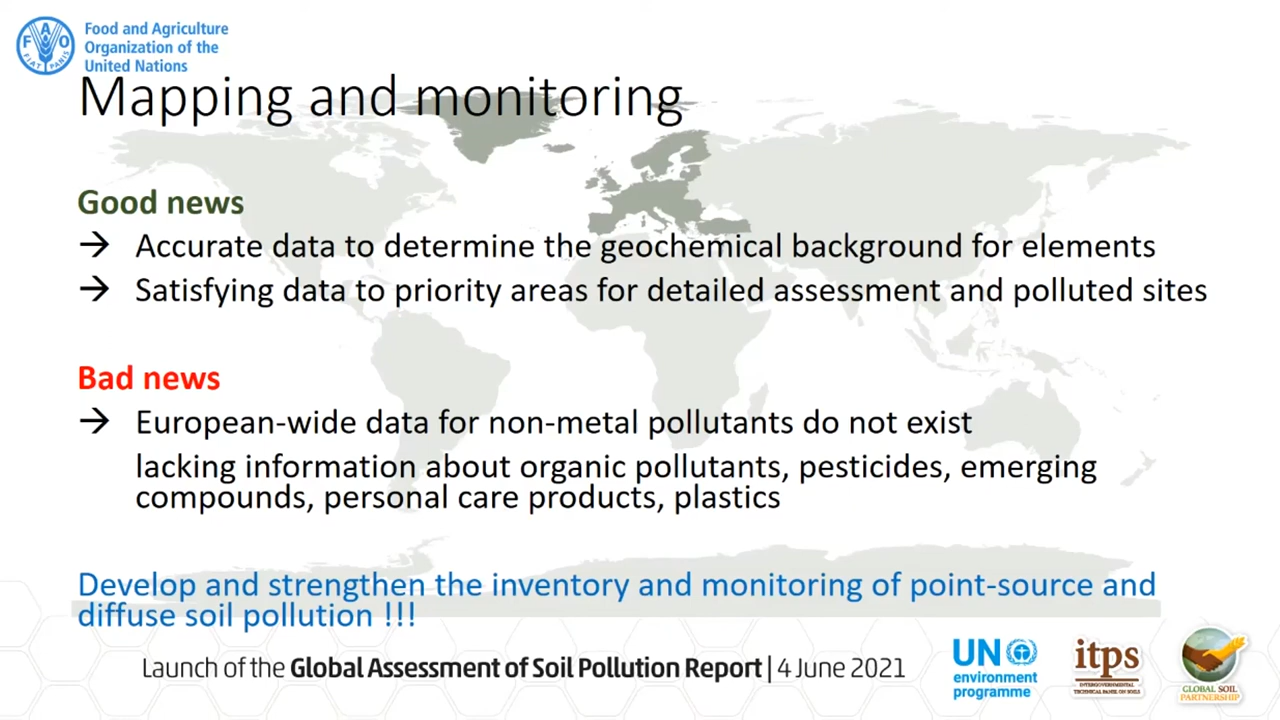 Food and Agriculture
Organization of the
United Nations
F A O
FIAT PANIS
Mapping and monitoring
Good news
→ Accurate data to determine the geochemical background for elements
→ Satisfying data to priority areas for detailed assessment and polluted sites
Bad news
→ European-wide data for non-metal pollutants do not exist
lacking information about organic pollutants, pesticides, emerging
compounds, personal care products, plastics
Develop and strengthen the inventory and monitoring of point-source and
diffuse soil pollution !!!
Launch of the Global Assessment of Soil Pollution Report | 4 June 2021
UN
environment
programme
itps
INTERGOVERNMENTAL
TECHNICAL PANEL ON SOILS
GLOBAL SOIL
PARTNERSHIP